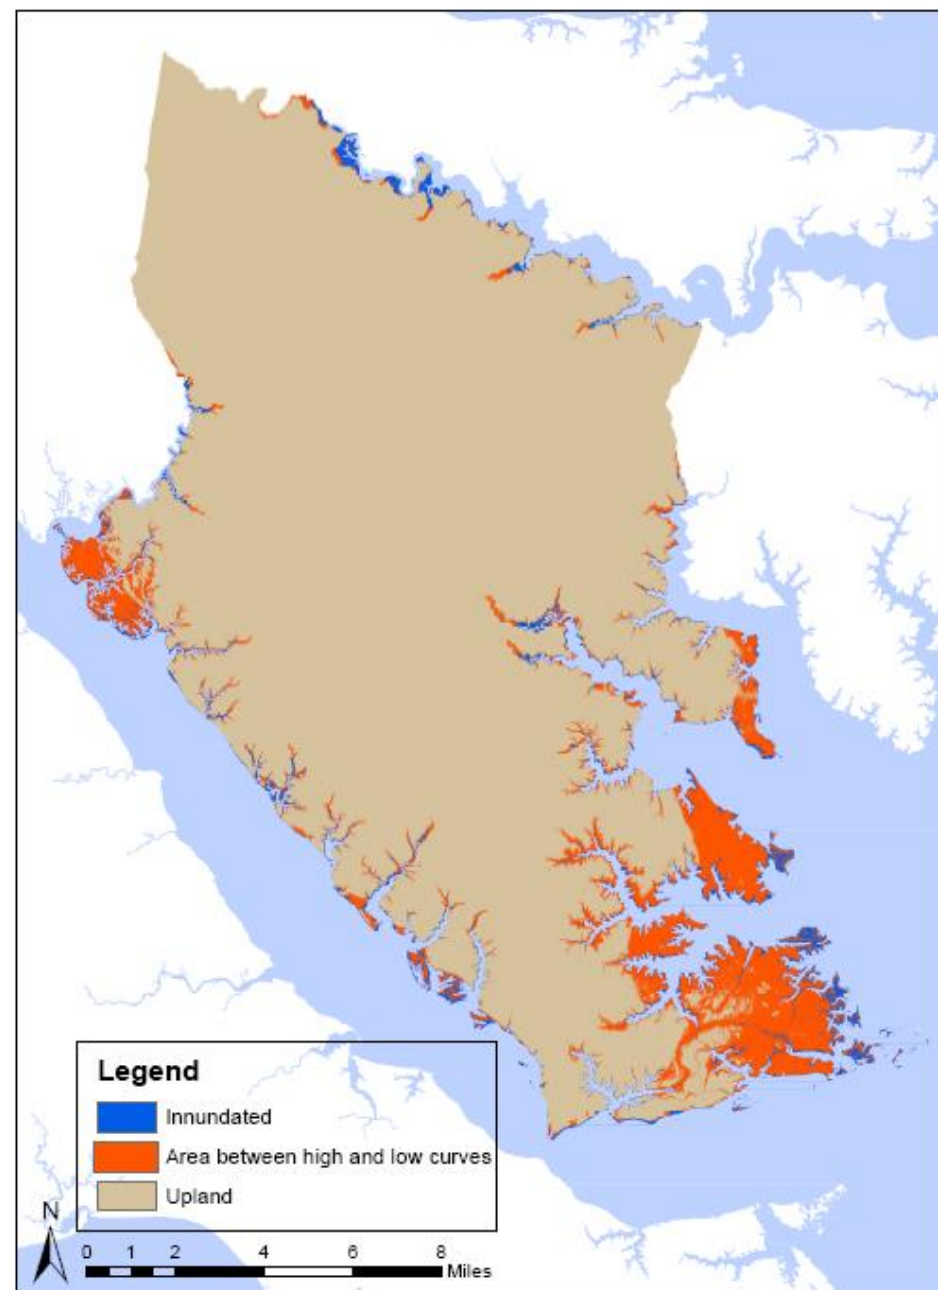 Legend
Innundated
Area between high and low curves
Upland
N
0 1 2 4 6 8
Miles